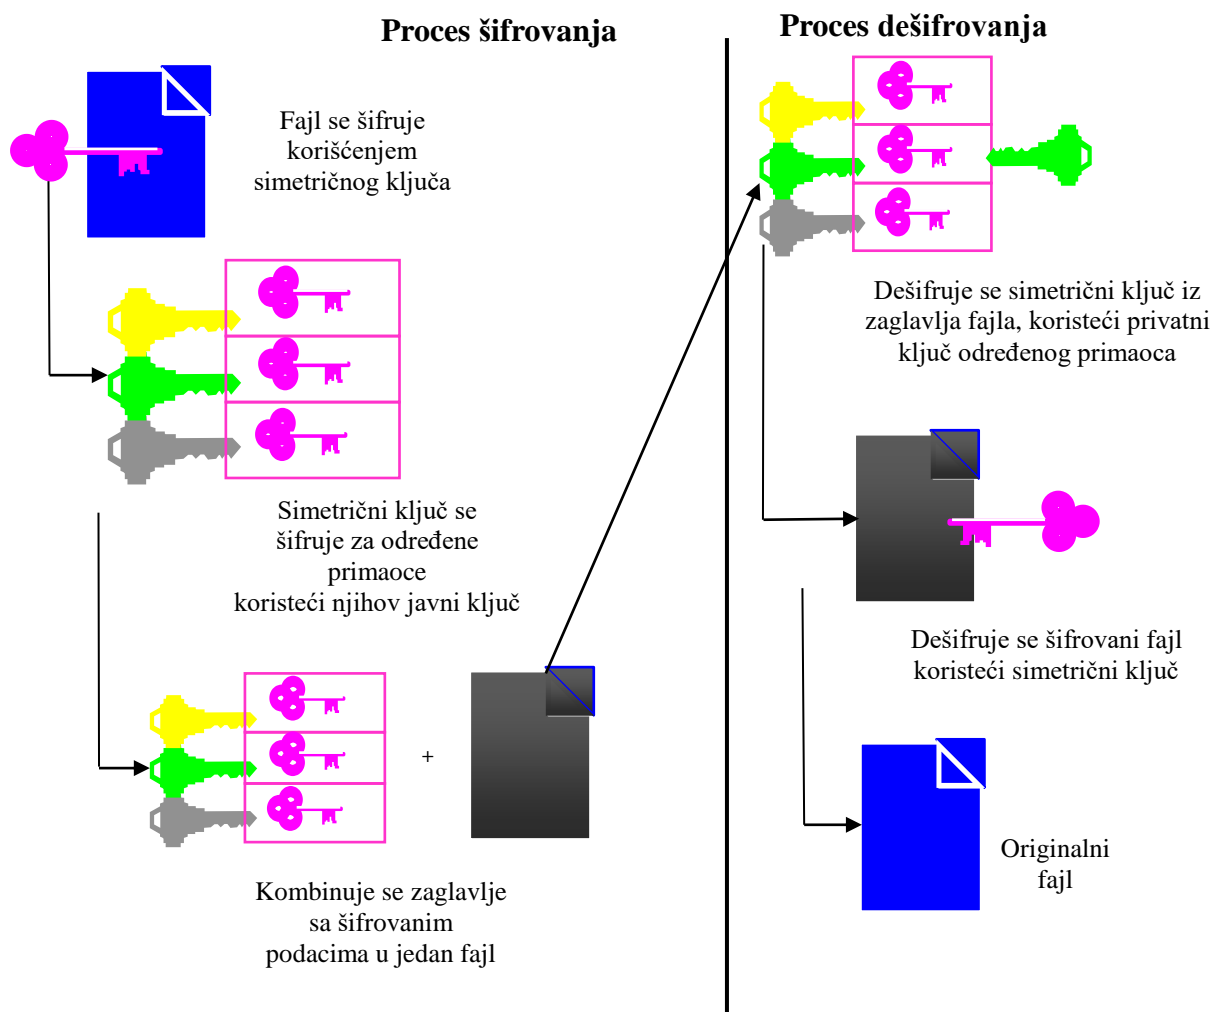 Proces šifrovanja
Fajl se šifruje
korišćenjem
simetričnog ključa
Simetrični ključ se
šifruje za određene
primaoce
koristeći njihov javni ključ
+
Kombinuje se zaglavlje
sa šifrovanim
podacima u jedan fajl
Proces dešifrovanja
Dešifruje se simetrični ključ iz
zaglavlja fajla, koristeći privatni
ključ određenog primaoca
Dešifruje se šifrovani fajl
koristeći simetrični ključ
Originalni
fajl